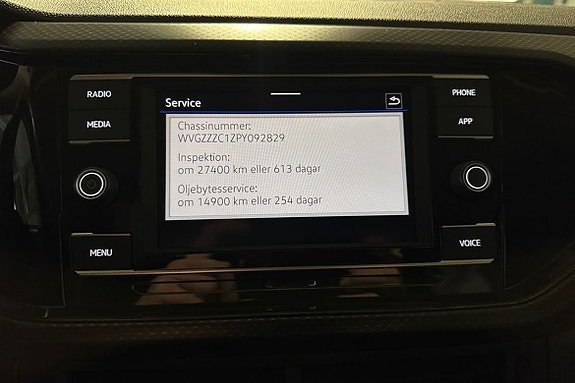 RADIO
MEDIA
MENU
Service
Chassinummer:
WVGZZZC1ZPY092829
Inspektion:
om 27400 km eller 613 dagar
Oljebytesservice:
om 14900 km eller 254 dagar
PHONE
APP
VOICE